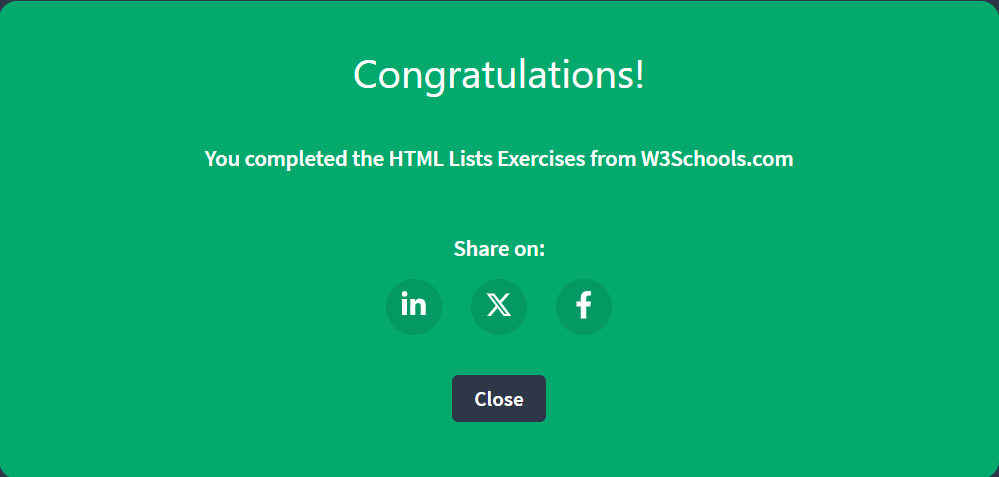 Congratulations!
You completed the HTML Lists Exercises from W3Schools.com
Share on:
in X f
Close